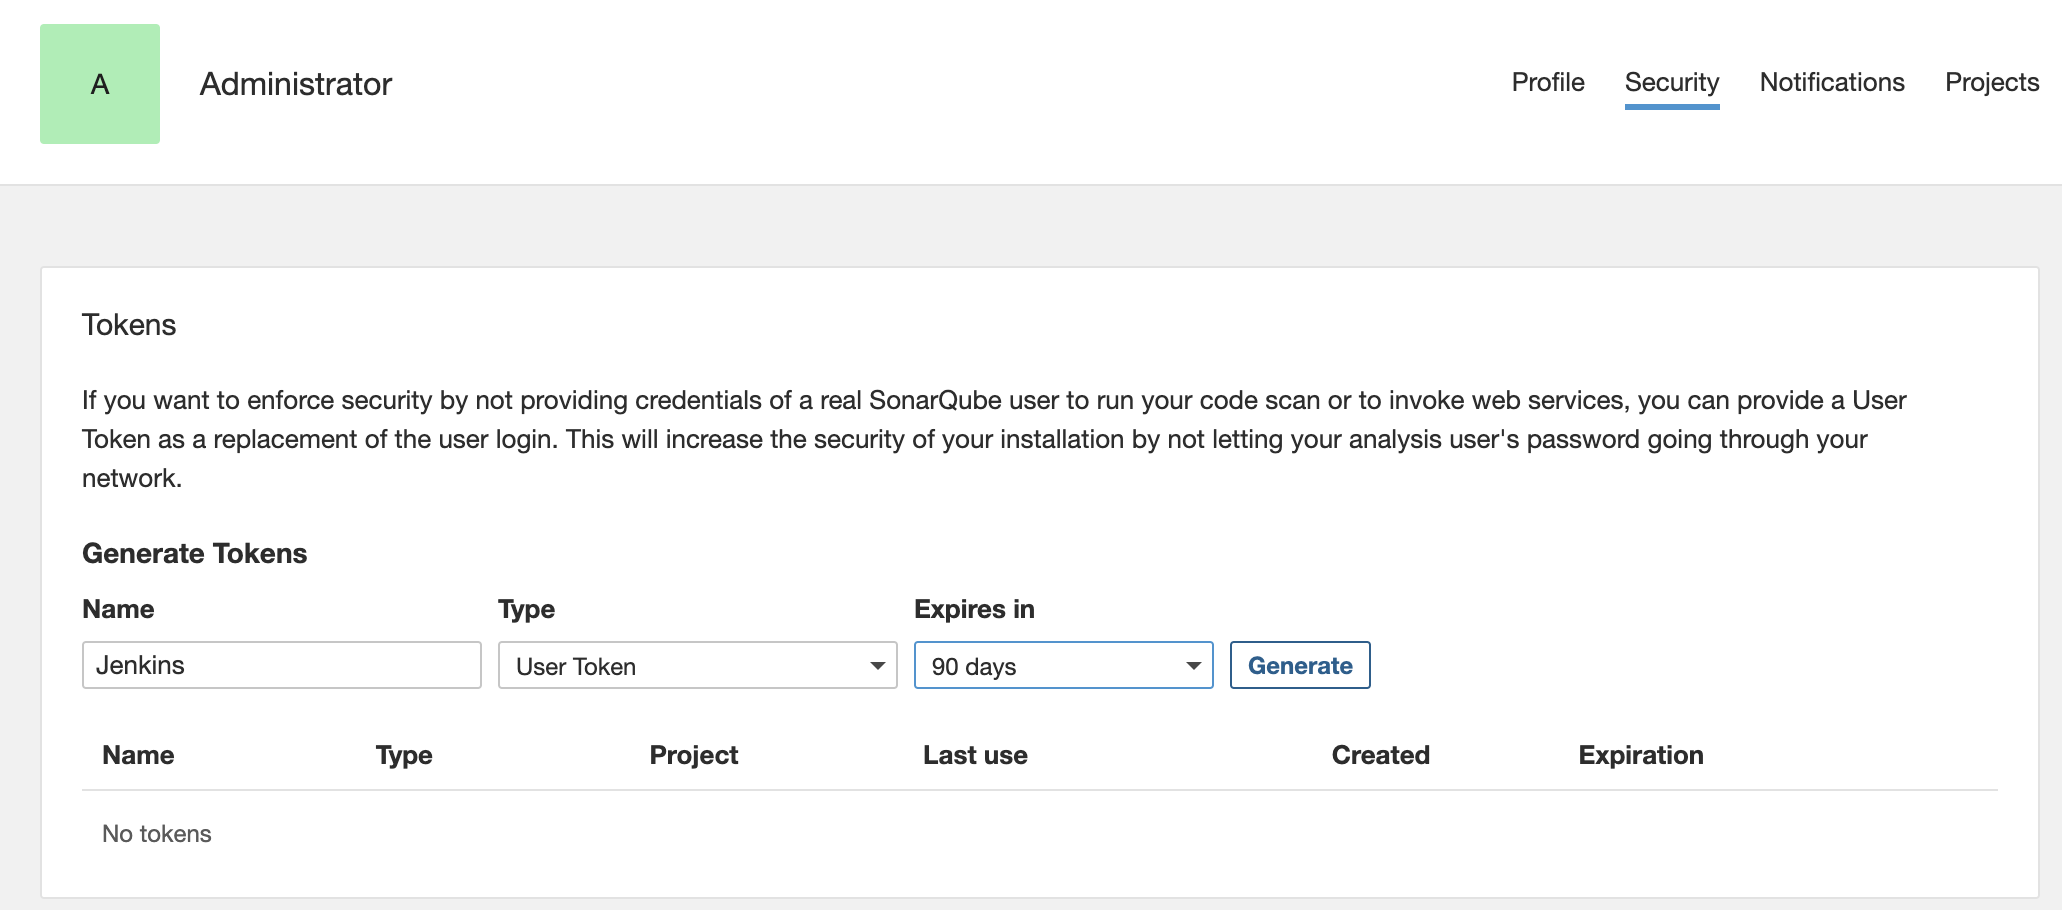 A
Administrator
Profile Security Notifications Projects
Tokens
If you want to enforce security by not providing credentials of a real SonarQube user to run your code scan or to invoke web services, you can provide a User
Token as a replacement of the user login. This will increase the security of your installation by not letting your analysis user's password going through your
network.
Generate Tokens
Name Type Expires in
Jenkins User Token 90 days Generate
Name Type Project Last use Created Expiration
No tokens